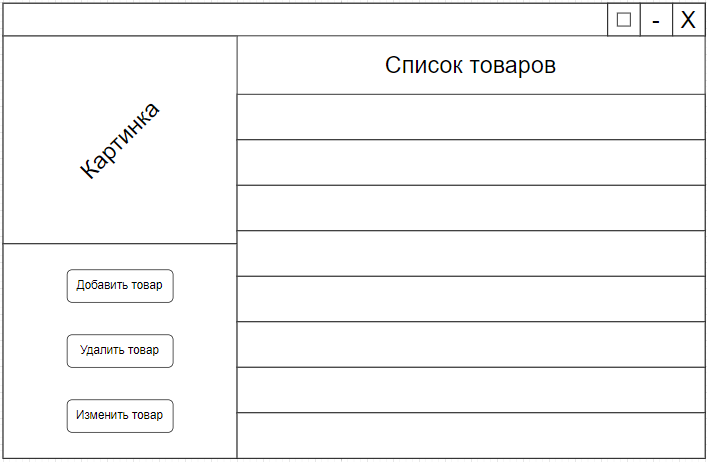 - X
Список товаров
Картинка
Добавить товар
Удалить товар
Изменить товар